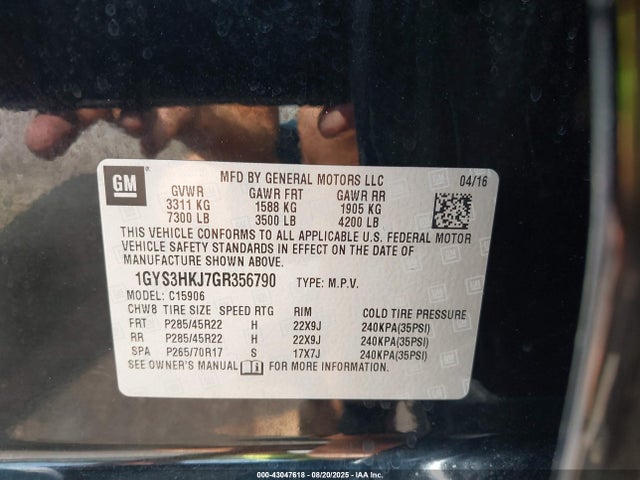 GM
MFD BY GENERAL MOTORS LLC 04/16
GVWR GAWR FRT GAWR RR
3311 KG 1588 KG 1905 KG
7300 LB 3500 LB 4200 LB
THIS VEHICLE CONFORMS TO ALL APPLICABLE U.S. FEDERAL MOTOR
VEHICLE SAFETY STANDARDS IN EFFECT ON THE DATE OF
MANUFACTURE SHOWN ABOVE.
1GYS3HKJ7GR356790 TYPE: M.P.V.
MODEL: C15906
CHW8 TIRE SIZE SPEED RTG RIM COLD TIRE PRESSURE
FRT P285/45R22 H 22X9J 240KPA(35PSI)
RR P285/45R22 H 22X9J 240KPA(35PSI)
SPA P265/70R17 S 17X7J 240KPA(35PSI)
SEE OWNER'S MANUAL FOR MORE INFORMATION
000-43047618 - 08/20/2025 - IAA Inc.